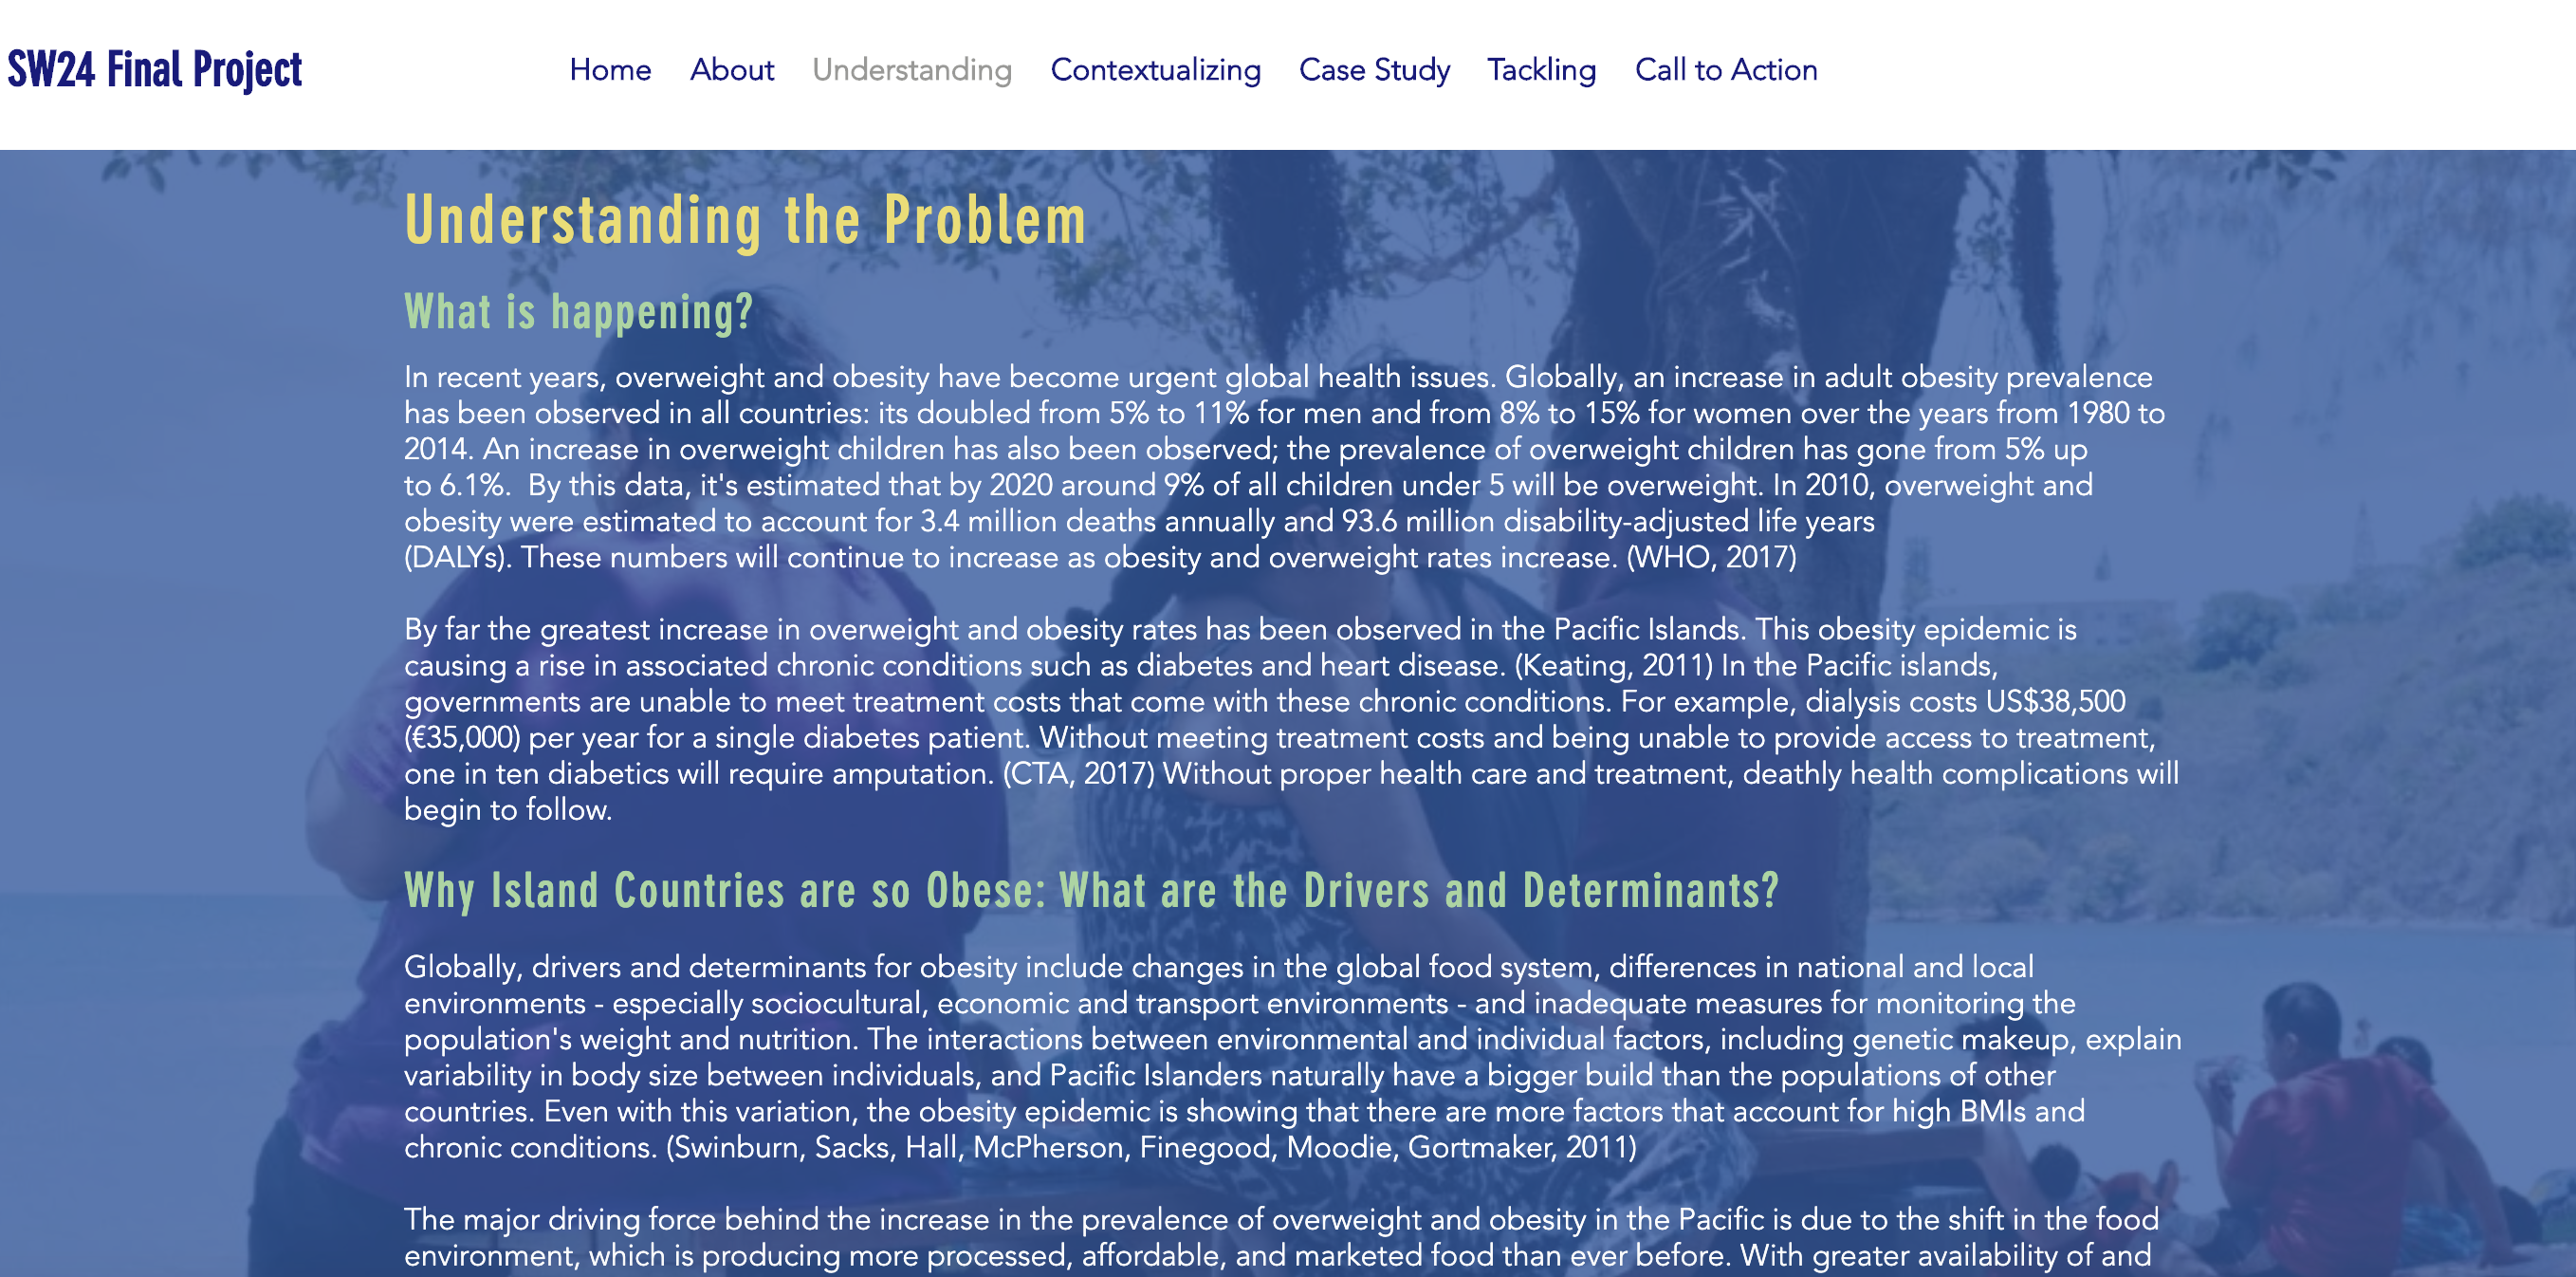 SW24 Final Project
Home About Understanding Contextualizing Case Study Tackling Call to Action
Understanding the Problem
What is happening?
In recent years, overweight and obesity have become urgent global health issues. Globally, an increase in adult obesity prevalence
has been observed in all countries: its doubled from 5% to 11% for men and from 8% to 15% for women over the years from 1980 to
2014. An increase in overweight children has also been observed; the prevalence of overweight children has gone from 5% up
to 6.1%.  By this data, it's estimated that by 2020 around 9% of all children under 5 will be overweight. In 2010, overweight and
obesity were estimated to account for 3.4 million deaths annually and 93.6 million disability-adjusted life years
(DALYs). These numbers will continue to increase as obesity and overweight rates increase. (WHO, 2017)
By far the greatest increase in overweight and obesity rates has been observed in the Pacific Islands. This obesity epidemic is
causing a rise in associated chronic conditions such as diabetes and heart disease. (Keating, 2011) In the Pacific islands,
governments are unable to meet treatment costs that come with these chronic conditions. For example, dialysis costs US$38,500
(€35,000) per year for a single diabetes patient. Without meeting treatment costs and being unable to provide access to treatment,
one in ten diabetics will require amputation. (CTA, 2017) Without proper health care and treatment, deathly health complications will
begin to follow.
Why Island Countries are so Obese: What are the Drivers and Determinants?
Globally, drivers and determinants for obesity include changes in the global food system, differences in national and local
environments - especially sociocultural, economic and transport environments - and inadequate measures for monitoring the
population's weight and nutrition. The interactions between environmental and individual factors, including genetic makeup, explain
variability in body size between individuals, and Pacific Islanders naturally have a bigger build than the populations of other
countries. Even with this variation, the obesity epidemic is showing that there are more factors that account for high BMIs and
chronic conditions. (Swinburn, Sacks, Hall, McPherson, Finegood, Moodie, Gortmaker, 2011)
The major driving force behind the increase in the prevalence of overweight and obesity in the Pacific is due to the shift in the food
environment, which is producing more processed, affordable, and marketed food than ever before. With greater availability of and